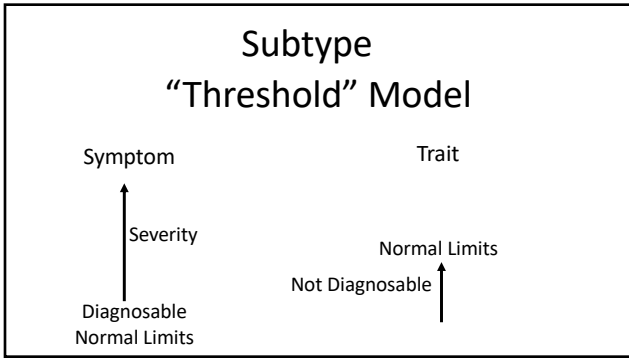 Subtype
“Threshold” Model
Symptom
Trait
Severity
Normal Limits
Not Diagnosable
Diagnosable
Normal Limits